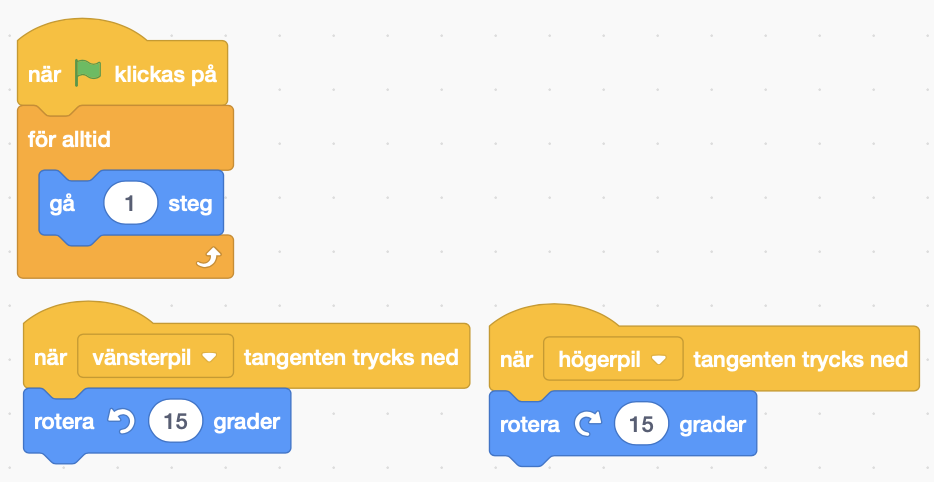 när klickas på
för alltid
gå 1 steg
när vänsterpil tangenten trycks ned
rotera 15 grader
när högerpil tangenten trycks ned
rotera 15 grader